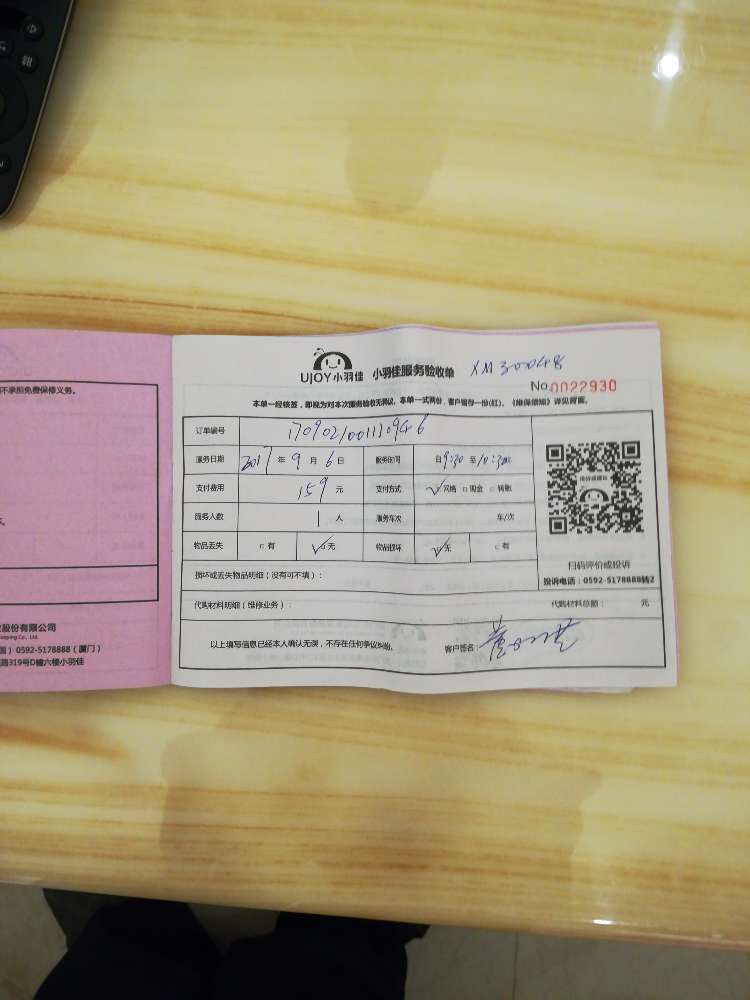 不承担免费保修义务。
股份有限公司
eeping Co., Ltd.
0592-5178888（厦门）
路319号D幢六楼小羽佳
UJOY小羽佳 小羽佳服务验收单 XM30048
No.0022930
本单一经核签，即视为对本次服务验收无异议，本单一式两份，客户留存一份(红)。《维保须知》详见背面。
订单编号
服务日期 2017 年 9 月 6 日 服务时间 自9:30 至10:30
支付费用 159 元 支付方式 √网络 □现金 □转账
服务人数 1 人 服务车次 车/次
物品丢失 □有 √□无 物品损坏 √□无 □有
损坏或丢失物品明细（没有可不填）：
代购材料明细（维修业务）： 代购材料总额： 元
以上填写信息已经本人确认无误，不存在任何争议纠纷。 客户签名：
扫码评价或投诉
投诉电话：0592-5178888转2